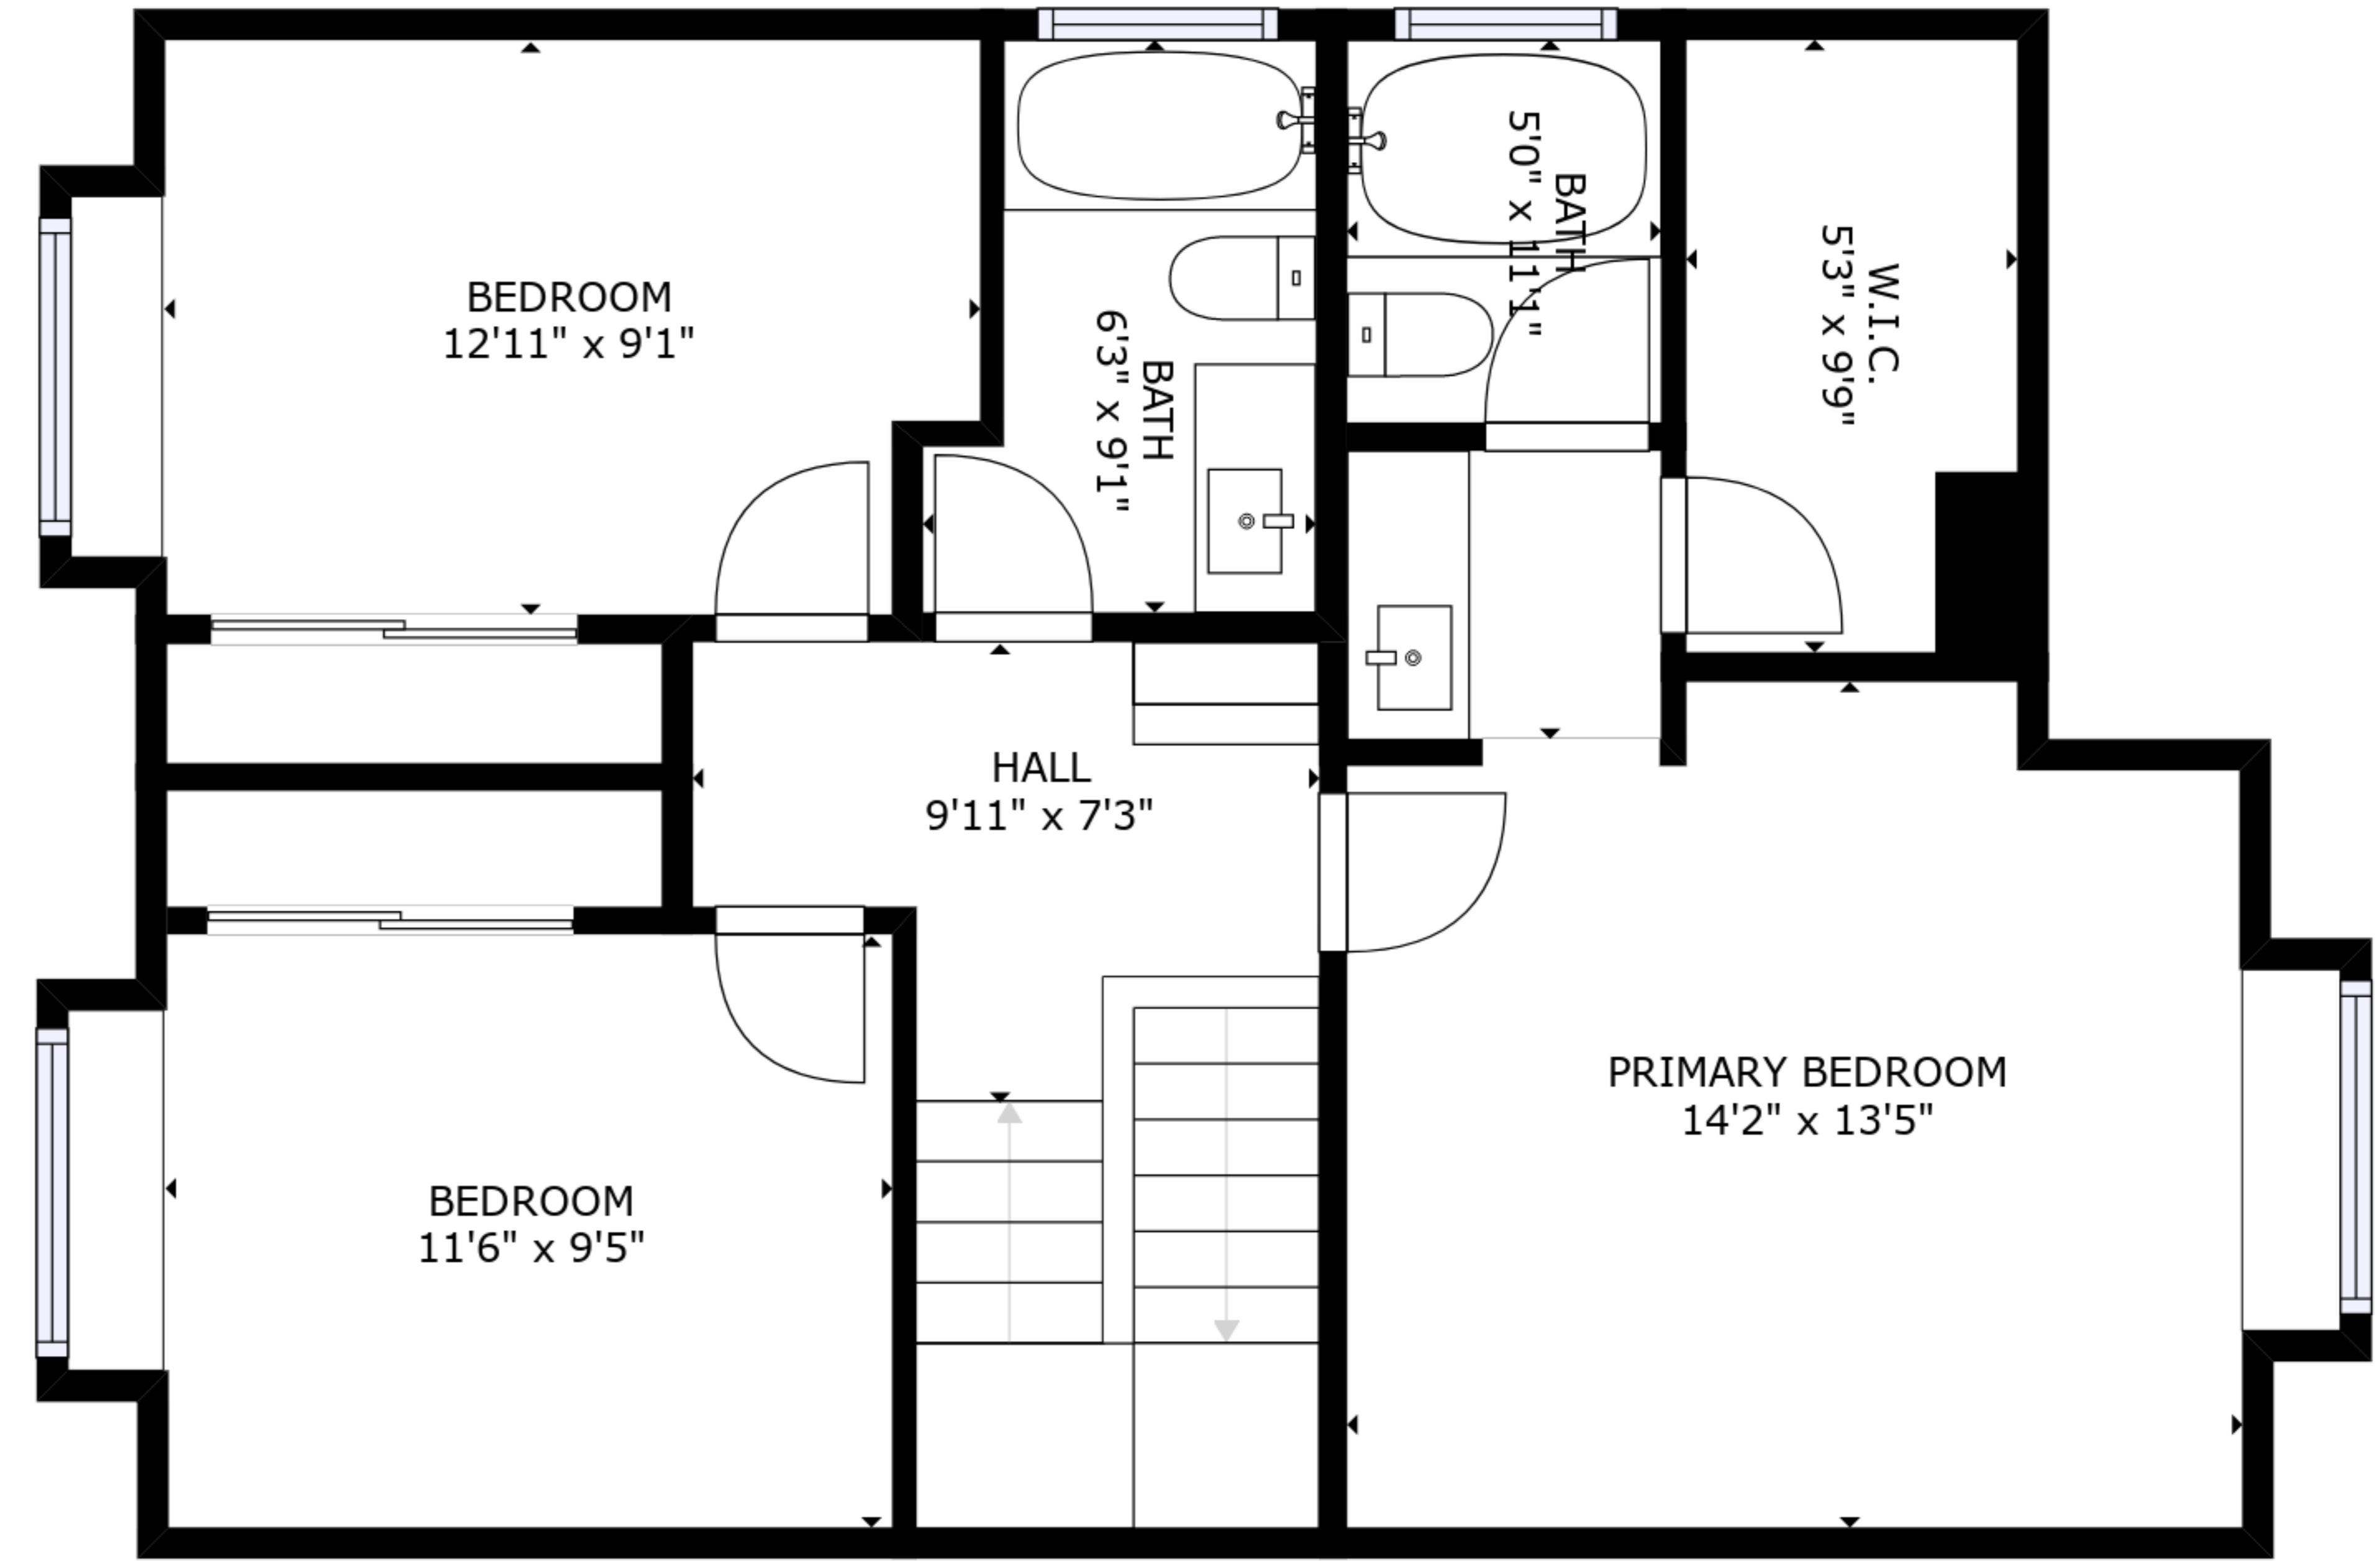 BEDROOM
12'11" x 9'1"
BATH
6'3" x 9'1"
BATH
5'0" x 11'1"
W.I.C.
5'3" x 9'9"
HALL
9'11" x 7'3"
PRIMARY BEDROOM
14'2" x 13'5"
BEDROOM
11'6" x 9'5"